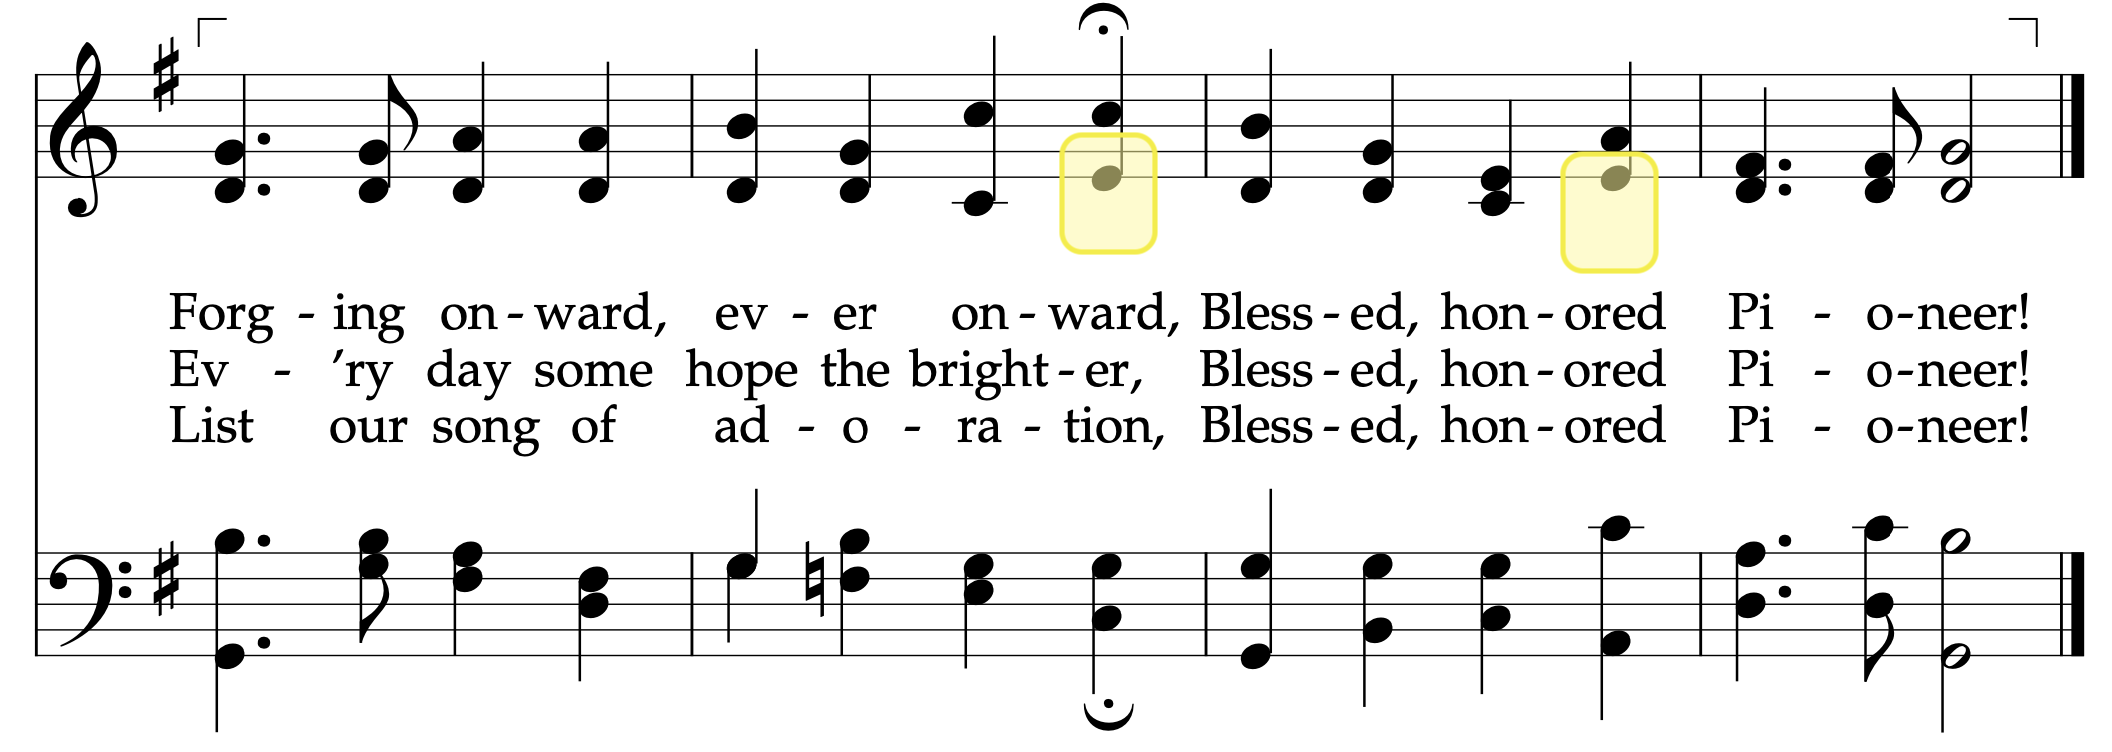 Forg - ing on - ward, ev - er on - ward, Bless - ed, hon - ored Pi - o - neer!
Ev - ’ry day some hope the bright - er, Bless - ed, hon - ored Pi - o - neer!
List our song of ad - o - ra - tion, Bless - ed, hon - ored Pi - o - neer!